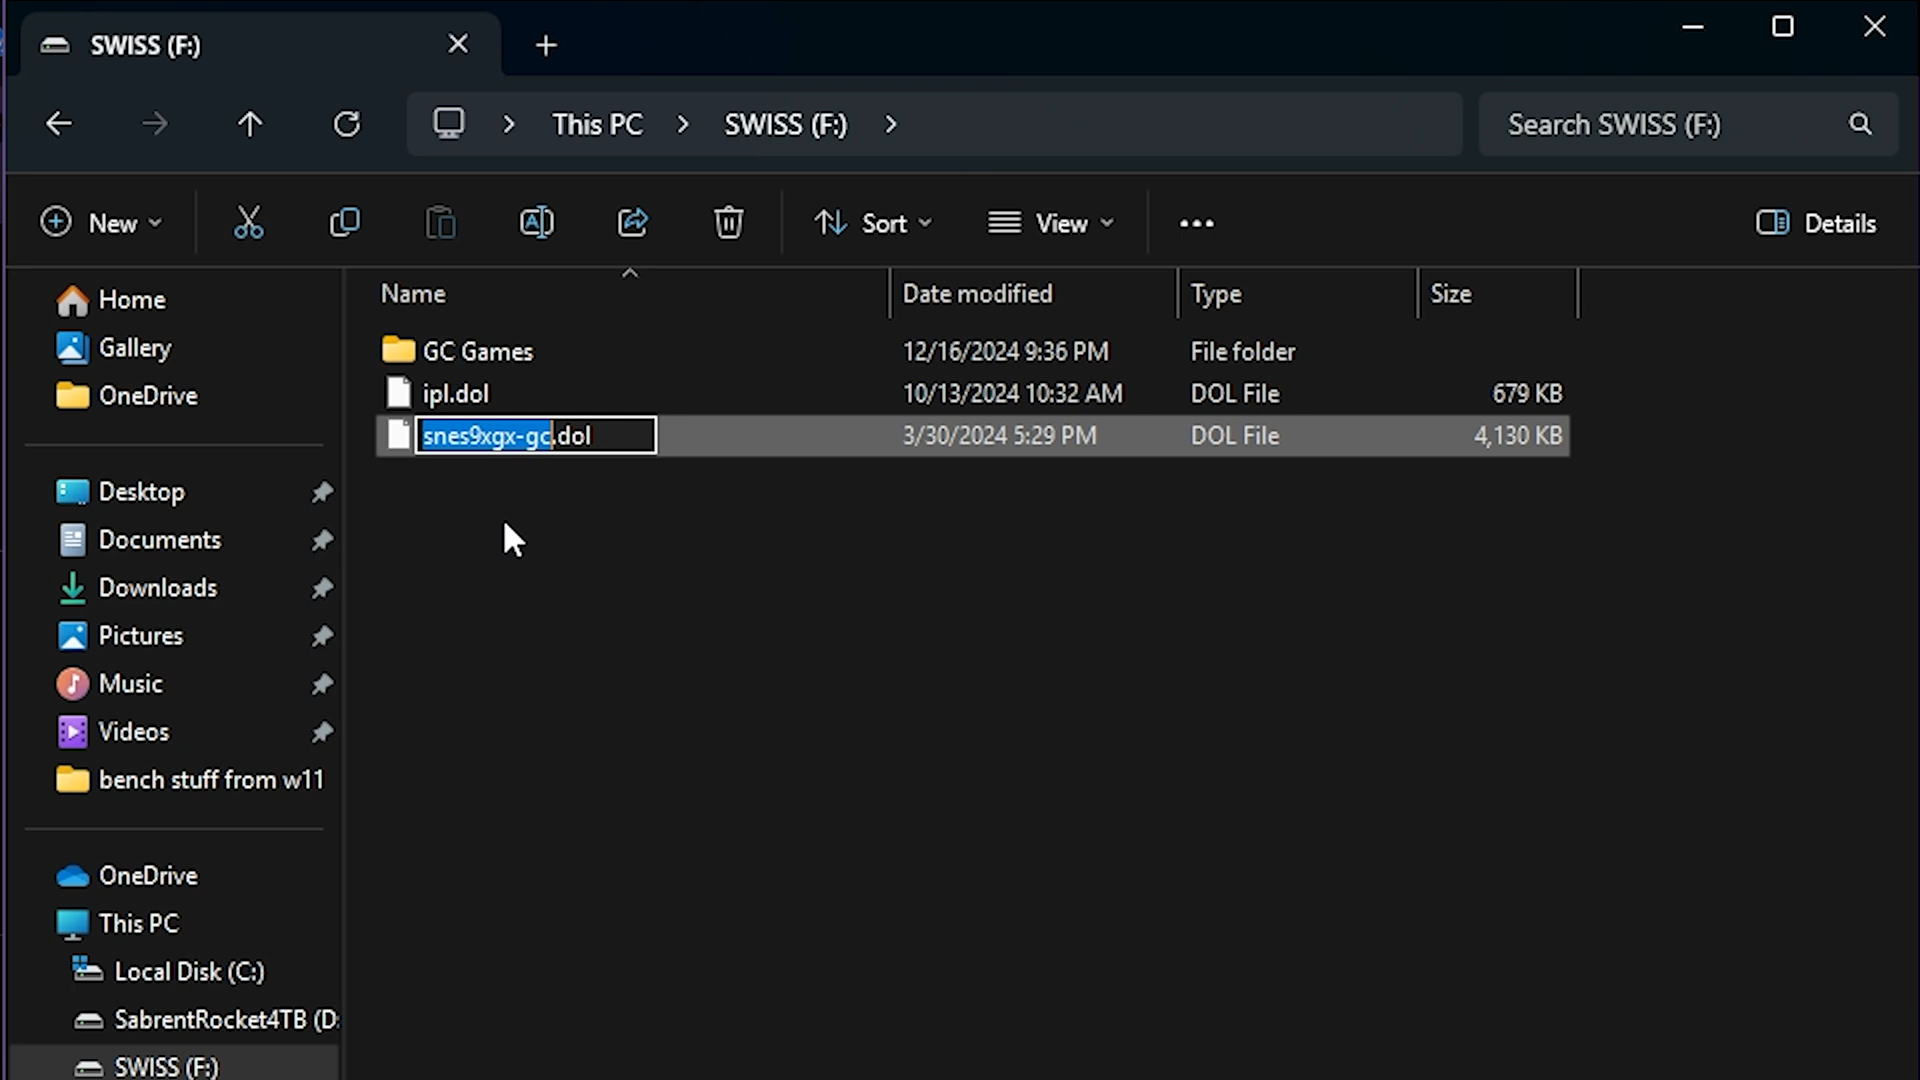 SWISS (F:)
This PC > SWISS (F:) >
Search SWISS (F:)
New
Sort
View
Details
Name
Date modified
Type
Size
GC Games 12/16/2024 9:36 PM File folder
ipl.dol 10/13/2024 10:32 AM DOL File 679 KB
snes9xgx-gc.dol 3/30/2024 5:29 PM DOL File 4,130 KB
Home
Gallery
OneDrive
Desktop
Documents
Downloads
Pictures
Music
Videos
bench stuff from w11
OneDrive
This PC
Local Disk (C:)
SabrentRocket4TB (D:
SWISS (F:)